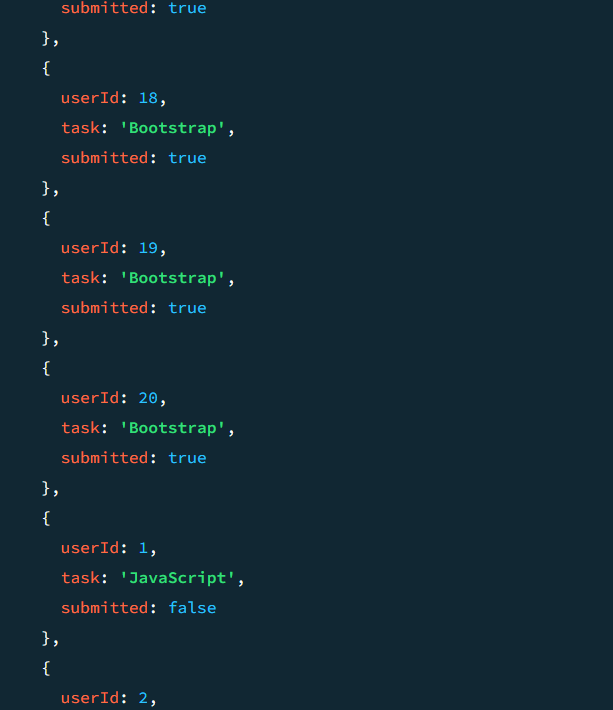 submitted: true
},
{
userId: 18,
task: 'Bootstrap',
submitted: true
},
{
userId: 19,
task: 'Bootstrap',
submitted: true
},
{
userId: 20,
task: 'Bootstrap',
submitted: true
},
{
userId: 1,
task: 'JavaScript',
submitted: false
},
{
userId: 2,